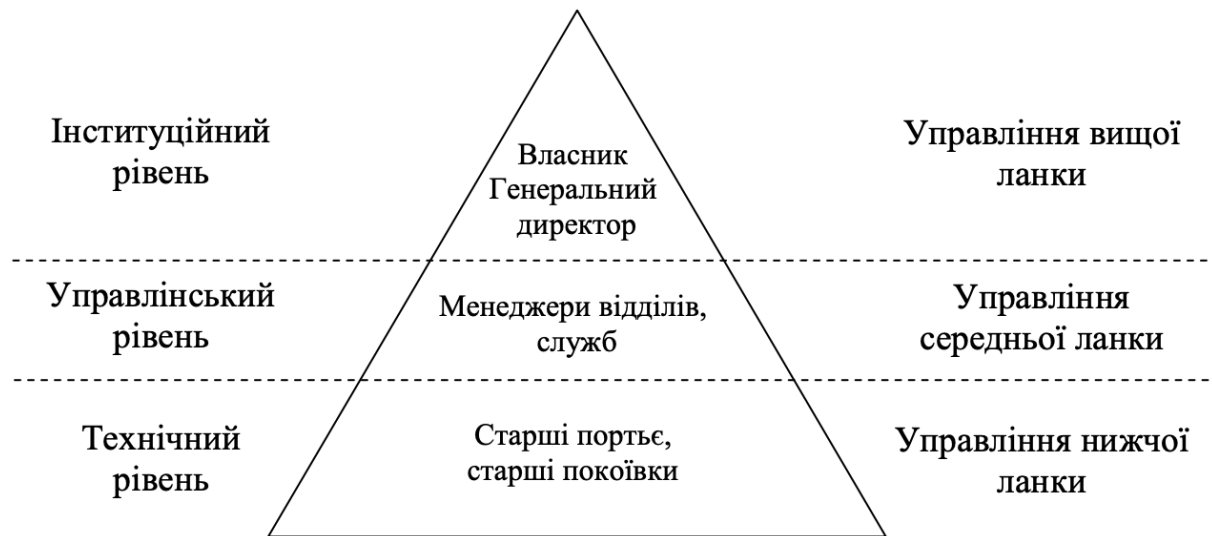 Інституційний
рівень
Власник
Генеральний
директор
Управління вищої
ланки
Управлінський
рівень
Менеджери відділів,
служб
Управління
середньої ланки
Технічний
рівень
Старші портьє,
старші покоївки
Управління нижчої
ланки